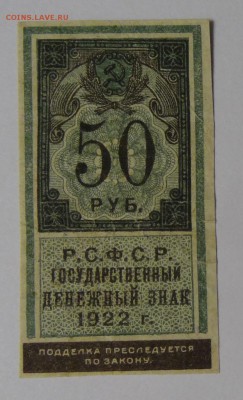 COINS.LAVE.RU
50
РУБ.
Р.С.Ф.С.Р.
ГОСУДАРСТВЕННЫЙ
ДЕНЕЖНЫЙ ЗНАК
1922 г.
ПОДДЕЛКА ПРЕСЛЕДУЕТСЯ
ПО ЗАКОНУ.